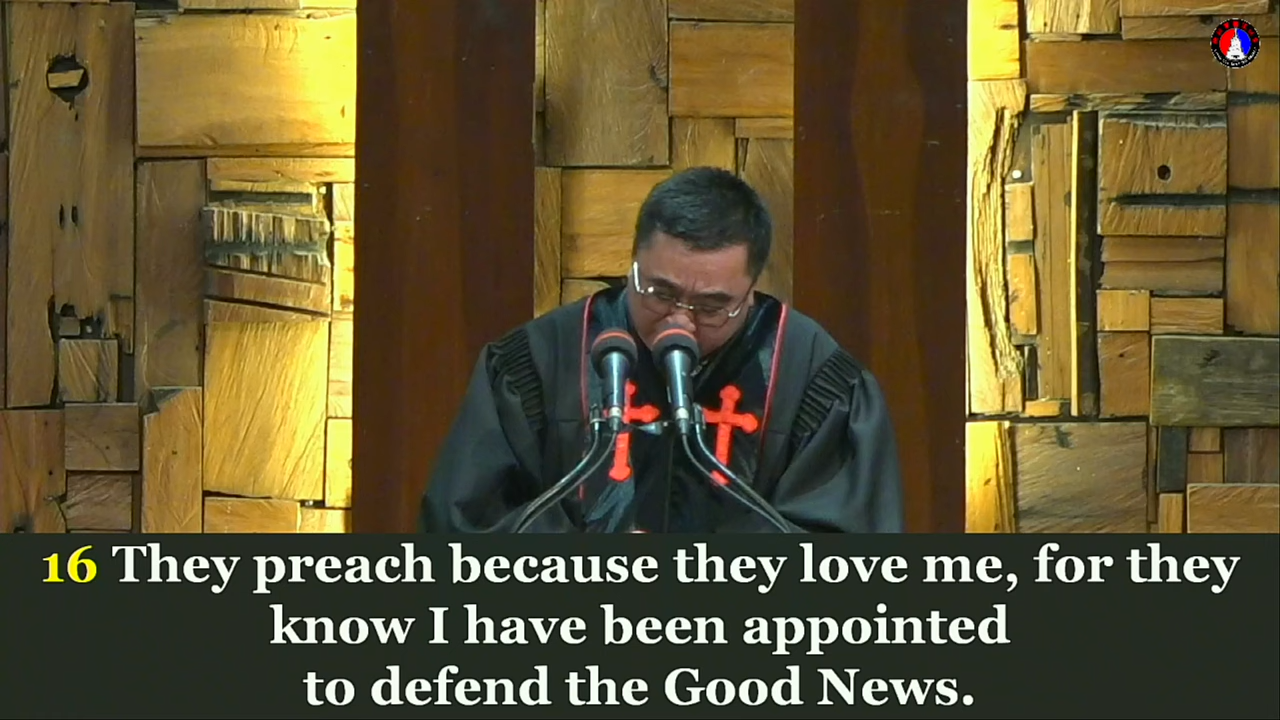 16 They preach because they love me, for they
know I have been appointed
to defend the Good News.